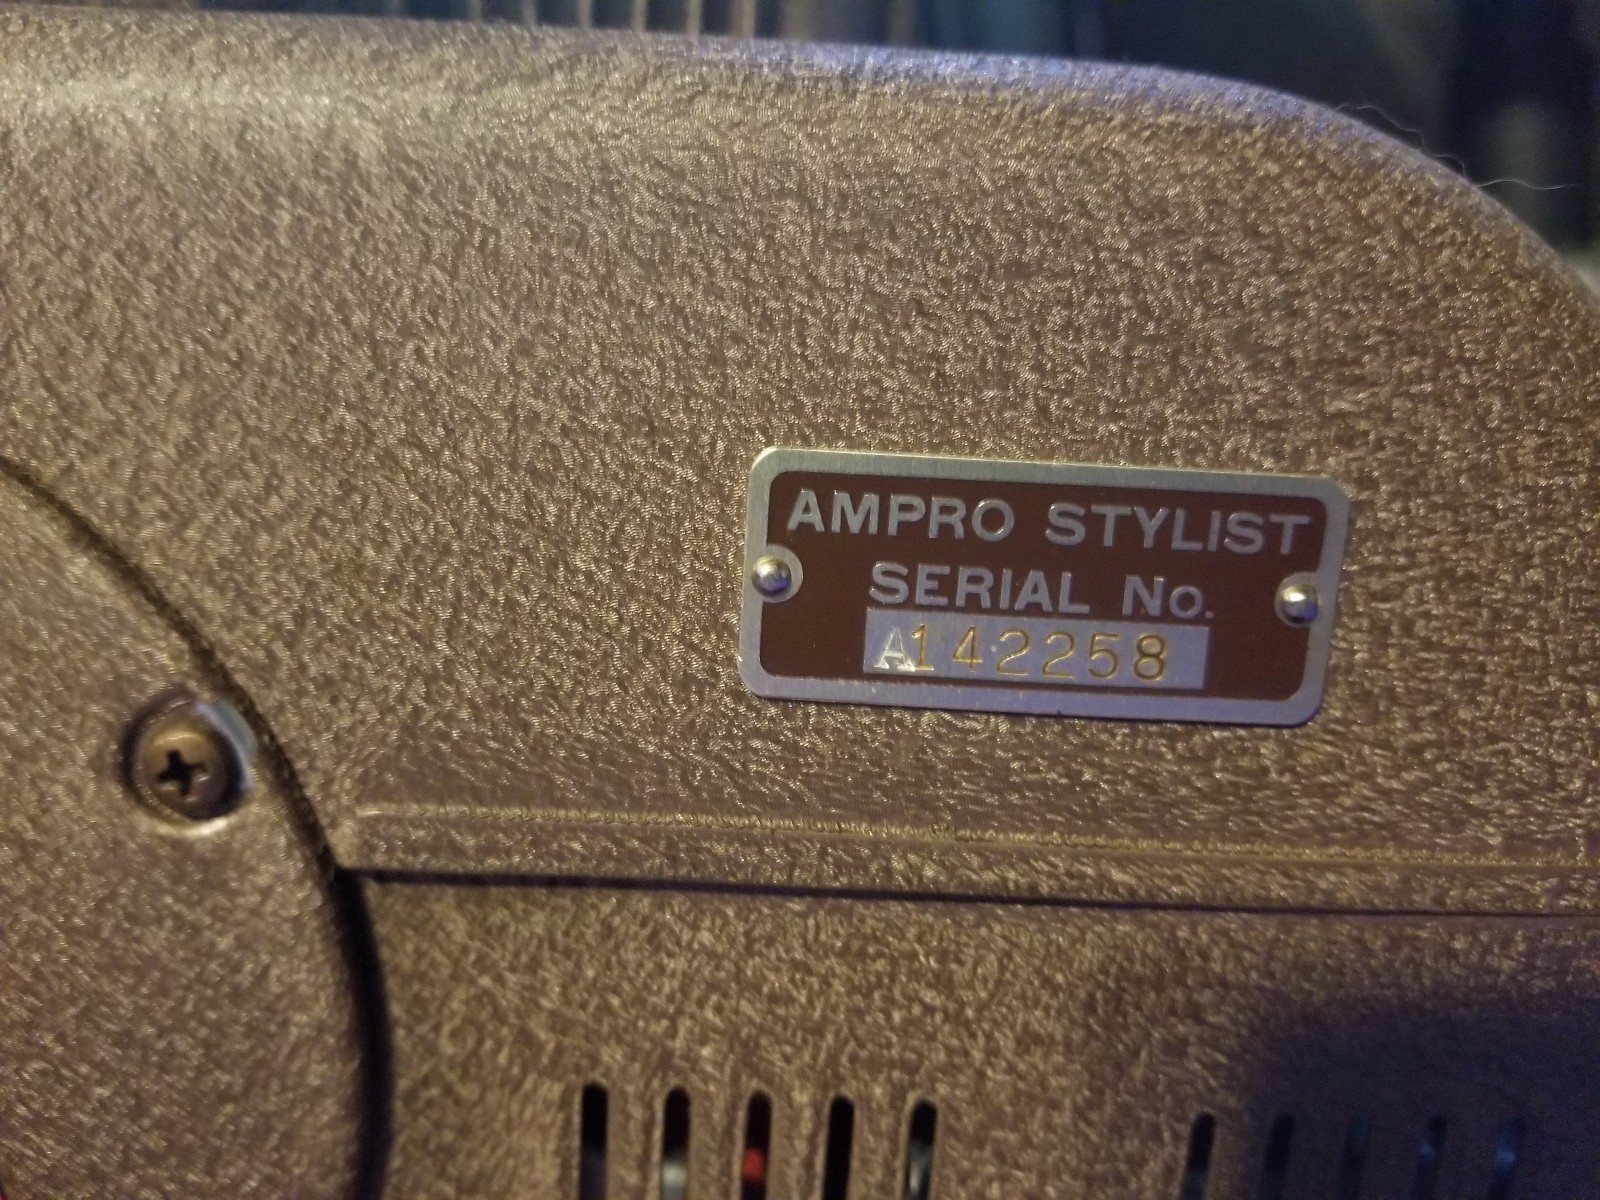 AMPRO STYLIST
SERIAL No.
A142258